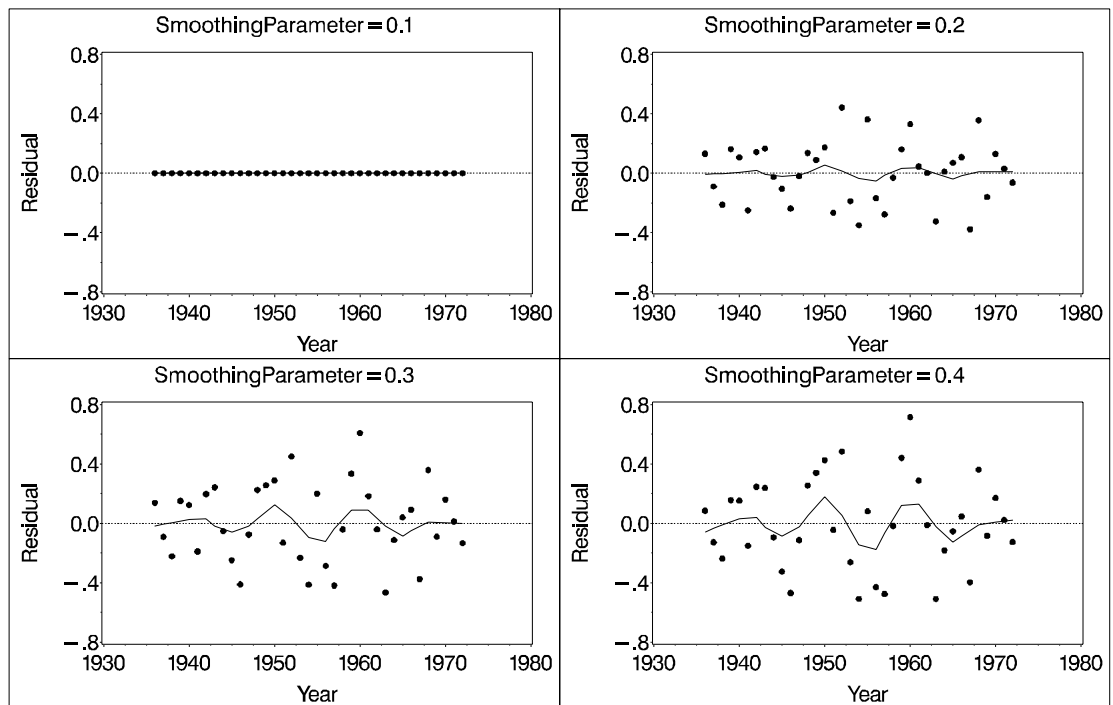 SmoothingParameter=0.1
0.8
0.4
0.0
-.4
-.8
Residual
1930 1940 1950 1960 1970 1980
Year
SmoothingParameter=0.2
0.8
0.4
0.0
-.4
-.8
Residual
1930 1940 1950 1960 1970 1980
Year
SmoothingParameter=0.3
0.8
0.4
0.0
-.4
-.8
Residual
1930 1940 1950 1960 1970 1980
Year
SmoothingParameter=0.4
0.8
0.4
0.0
-.4
-.8
Residual
1930 1940 1950 1960 1970 1980
Year